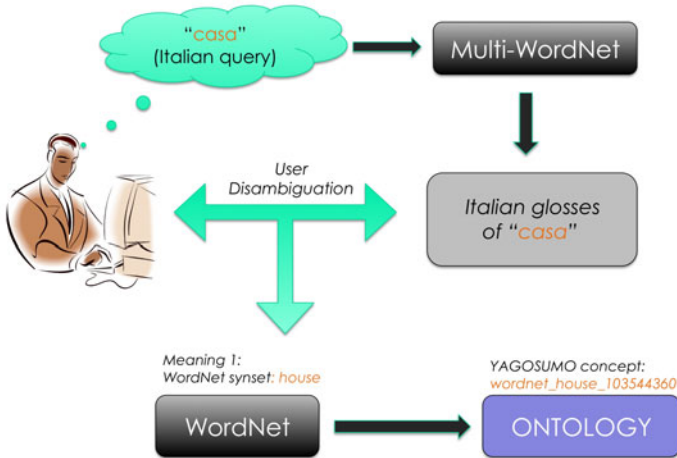 “casa”
(Italian query)
Multi-WordNet
User
Disambiguation
Italian glosses
of “casa”
Meaning 1:
WordNet synset: house
YAGOSUMO concept:
wordnet_house_103544360
WordNet
ONTOLOGY